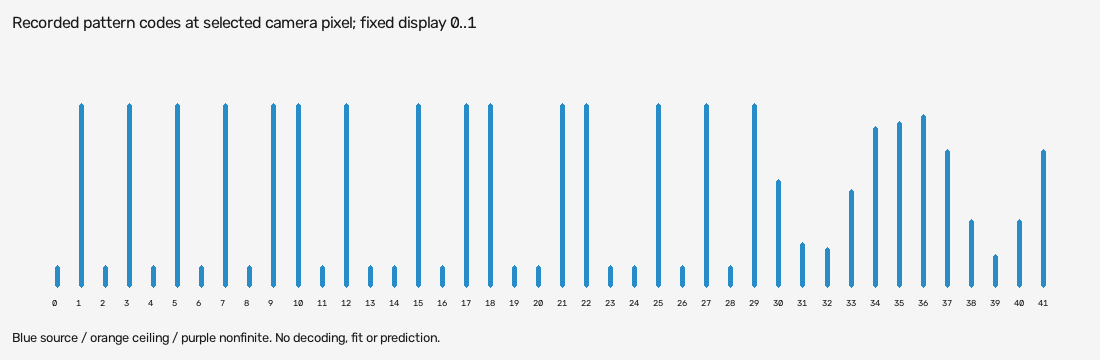 Recorded pattern codes at selected camera pixel; fixed display 0..1
0 1 2 3 4 5 6 7 8 9 10 11 12 13 14 15 16 17 18 19 20 21 22 23 24 25 26 27 28 29 30 31 32 33 34 35 36 37 38 39 40 41
Blue source / orange ceiling / purple nonfinite. No decoding, fit or prediction.